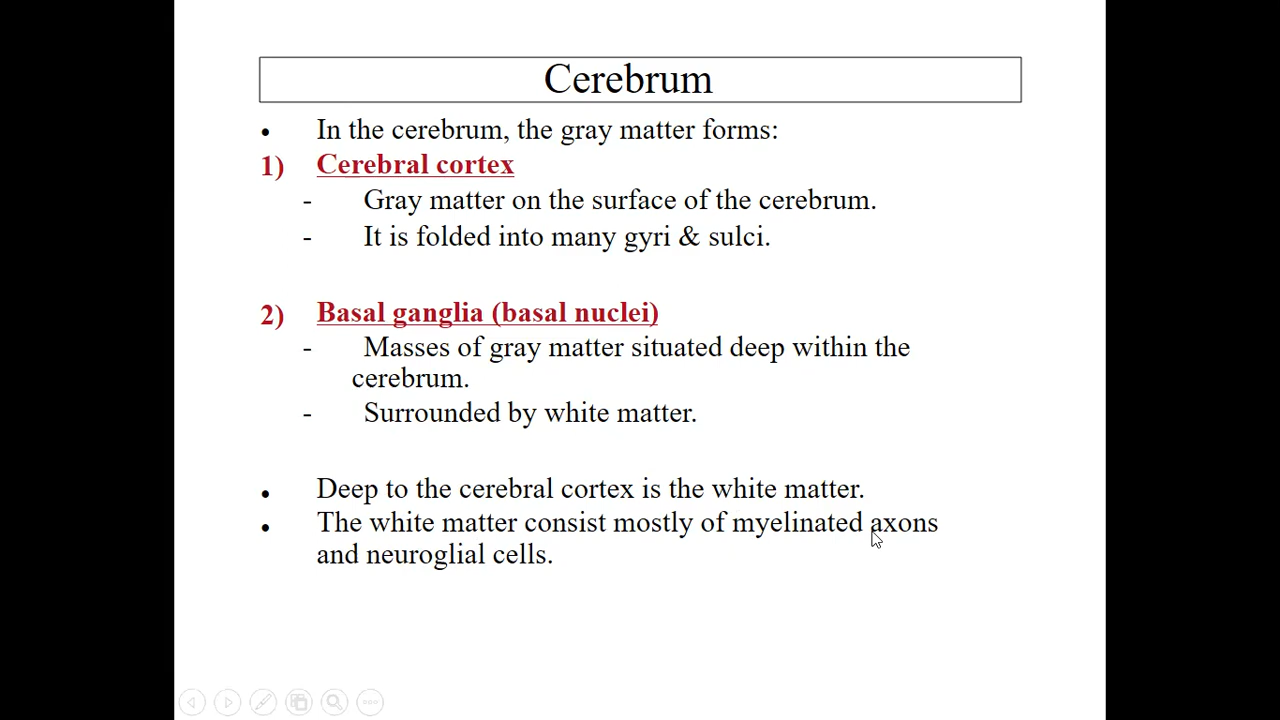 Cerebrum
• In the cerebrum, the gray matter forms:
1) Cerebral cortex
- Gray matter on the surface of the cerebrum.
- It is folded into many gyri & sulci.
2) Basal ganglia (basal nuclei)
- Masses of gray matter situated deep within the
cerebrum.
- Surrounded by white matter.
• Deep to the cerebral cortex is the white matter.
• The white matter consist mostly of myelinated axons
and neuroglial cells.